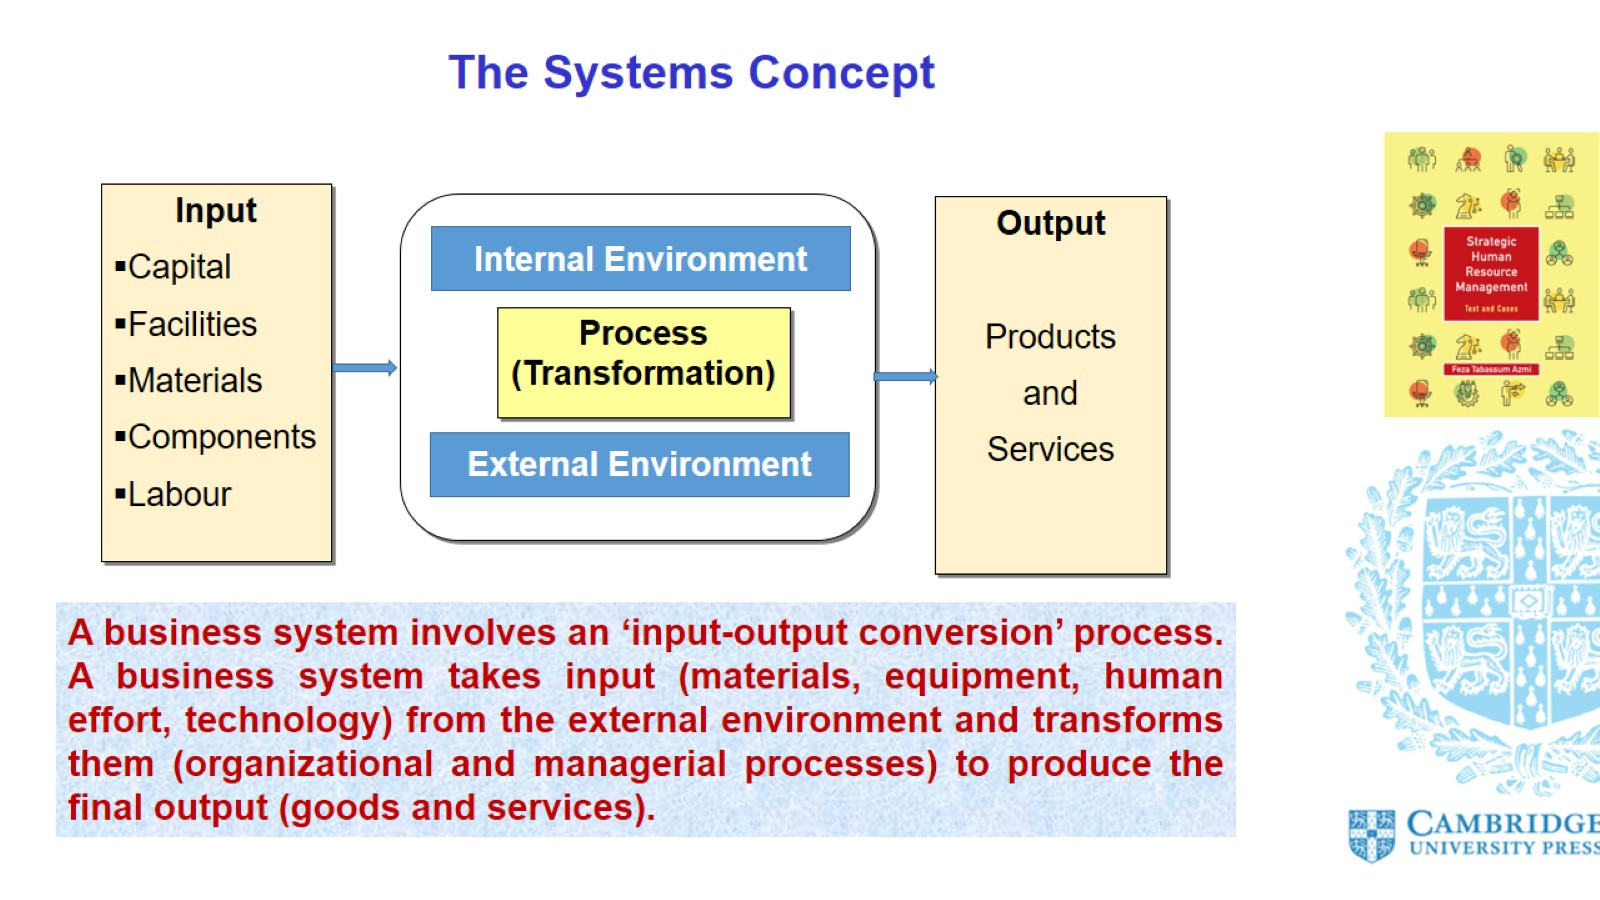 The Systems Concept
Input
▪Capital
▪Facilities
▪Materials
▪Components
▪Labour
Internal Environment
Process
(Transformation)
External Environment
Output
Products
and
Services
A business system involves an ‘input-output conversion’ process.
A business system takes input (materials, equipment, human
effort, technology) from the external environment and transforms
them (organizational and managerial processes) to produce the
final output (goods and services).
Strategic
Human
Resource
Management
Text and Cases
Feza Tabassum Azmi
CAMBRIDGE
UNIVERSITY PRESS